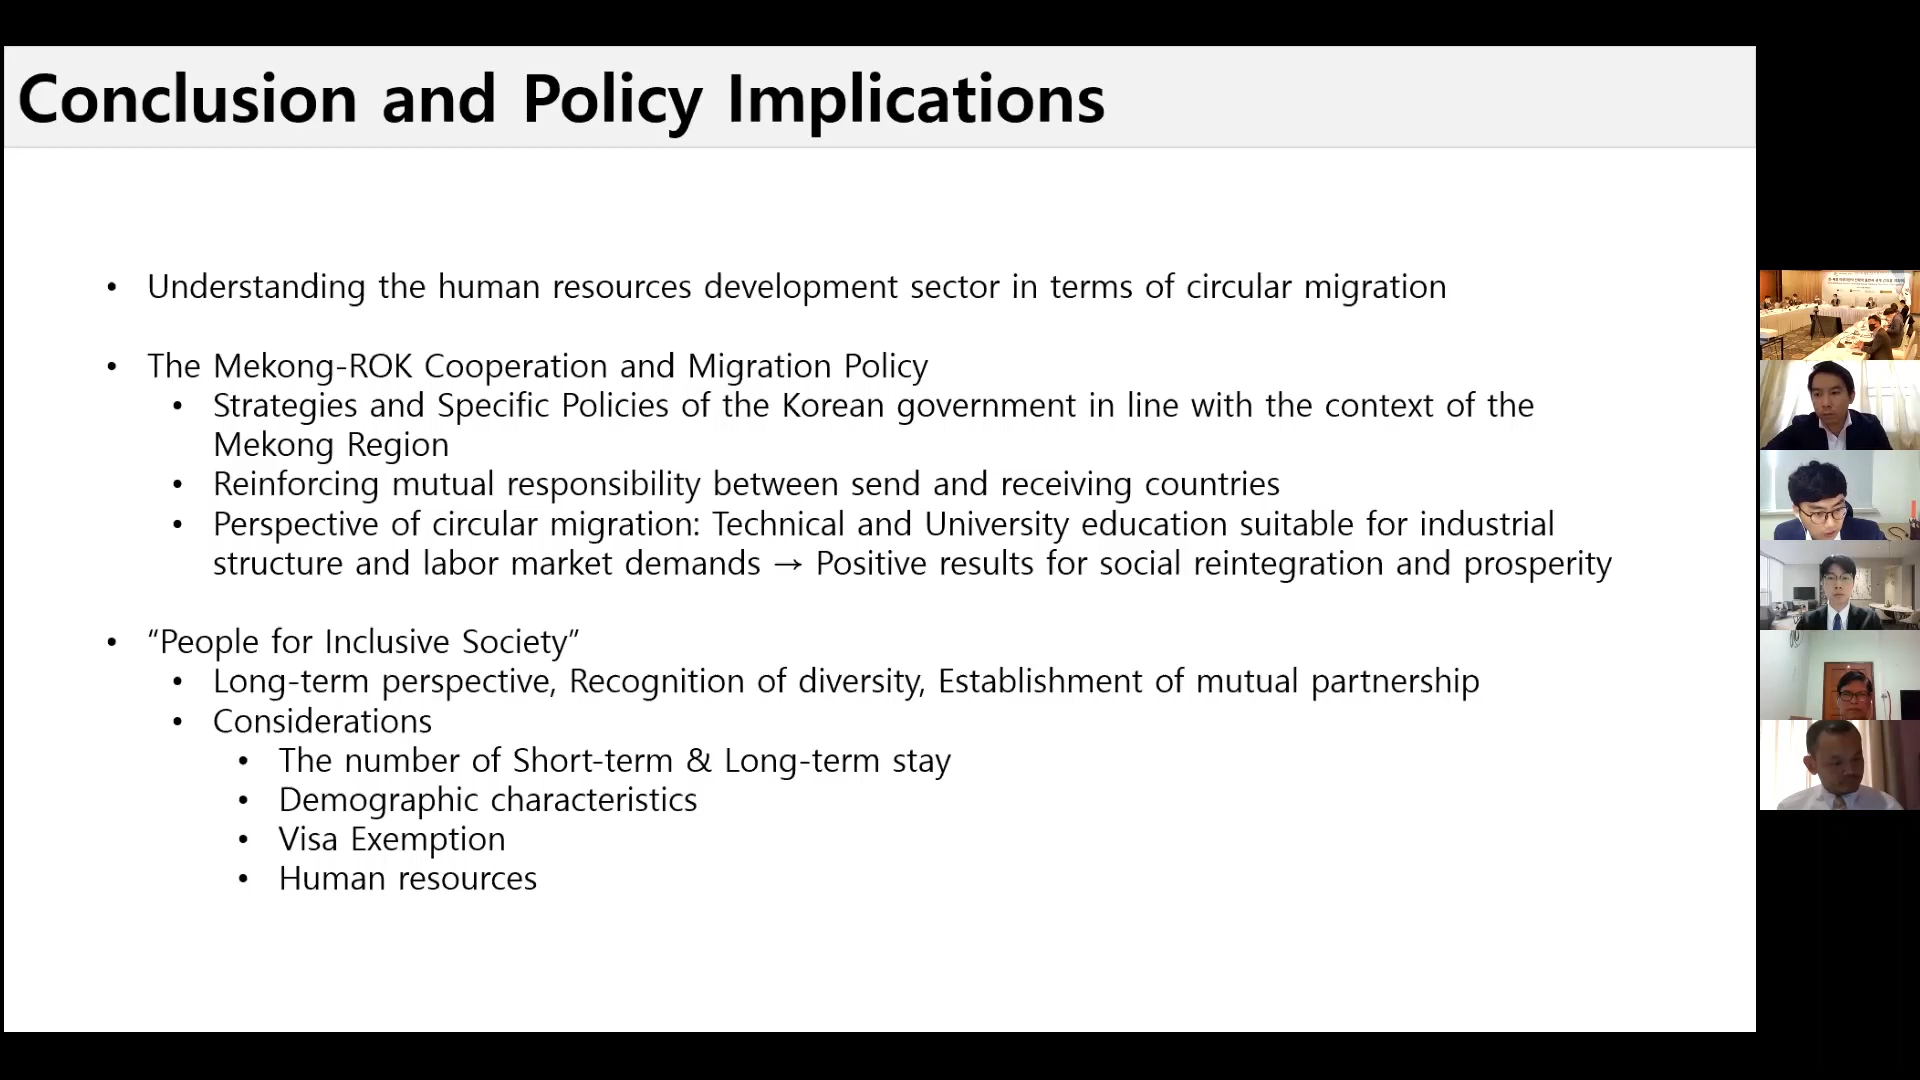 Conclusion and Policy Implications
• Understanding the human resources development sector in terms of circular migration
• The Mekong-ROK Cooperation and Migration Policy
• Strategies and Specific Policies of the Korean government in line with the context of the
Mekong Region
• Reinforcing mutual responsibility between send and receiving countries
• Perspective of circular migration: Technical and University education suitable for industrial
structure and labor market demands → Positive results for social reintegration and prosperity
• “People for Inclusive Society”
• Long-term perspective, Recognition of diversity, Establishment of mutual partnership
• Considerations
• The number of Short-term & Long-term stay
• Demographic characteristics
• Visa Exemption
• Human resources